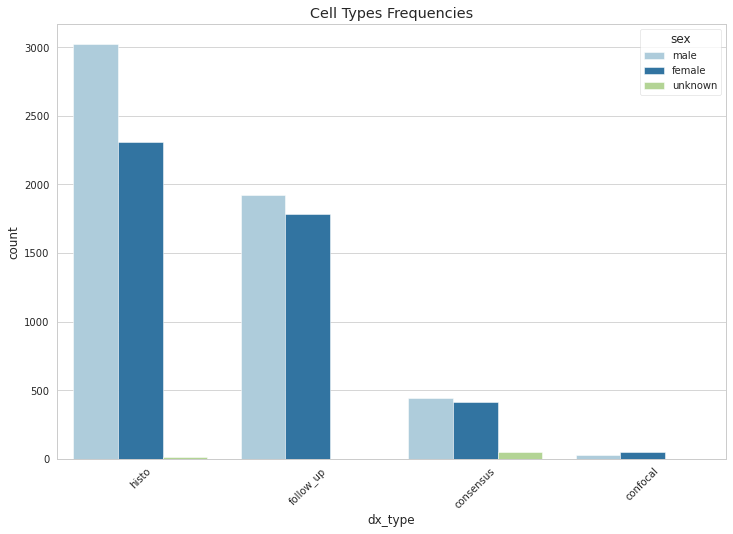 Cell Types Frequencies
sex
male
female
unknown
count
3000
2500
2000
1500
1000
500
0
histo
follow_up
consensus
confocal
dx_type